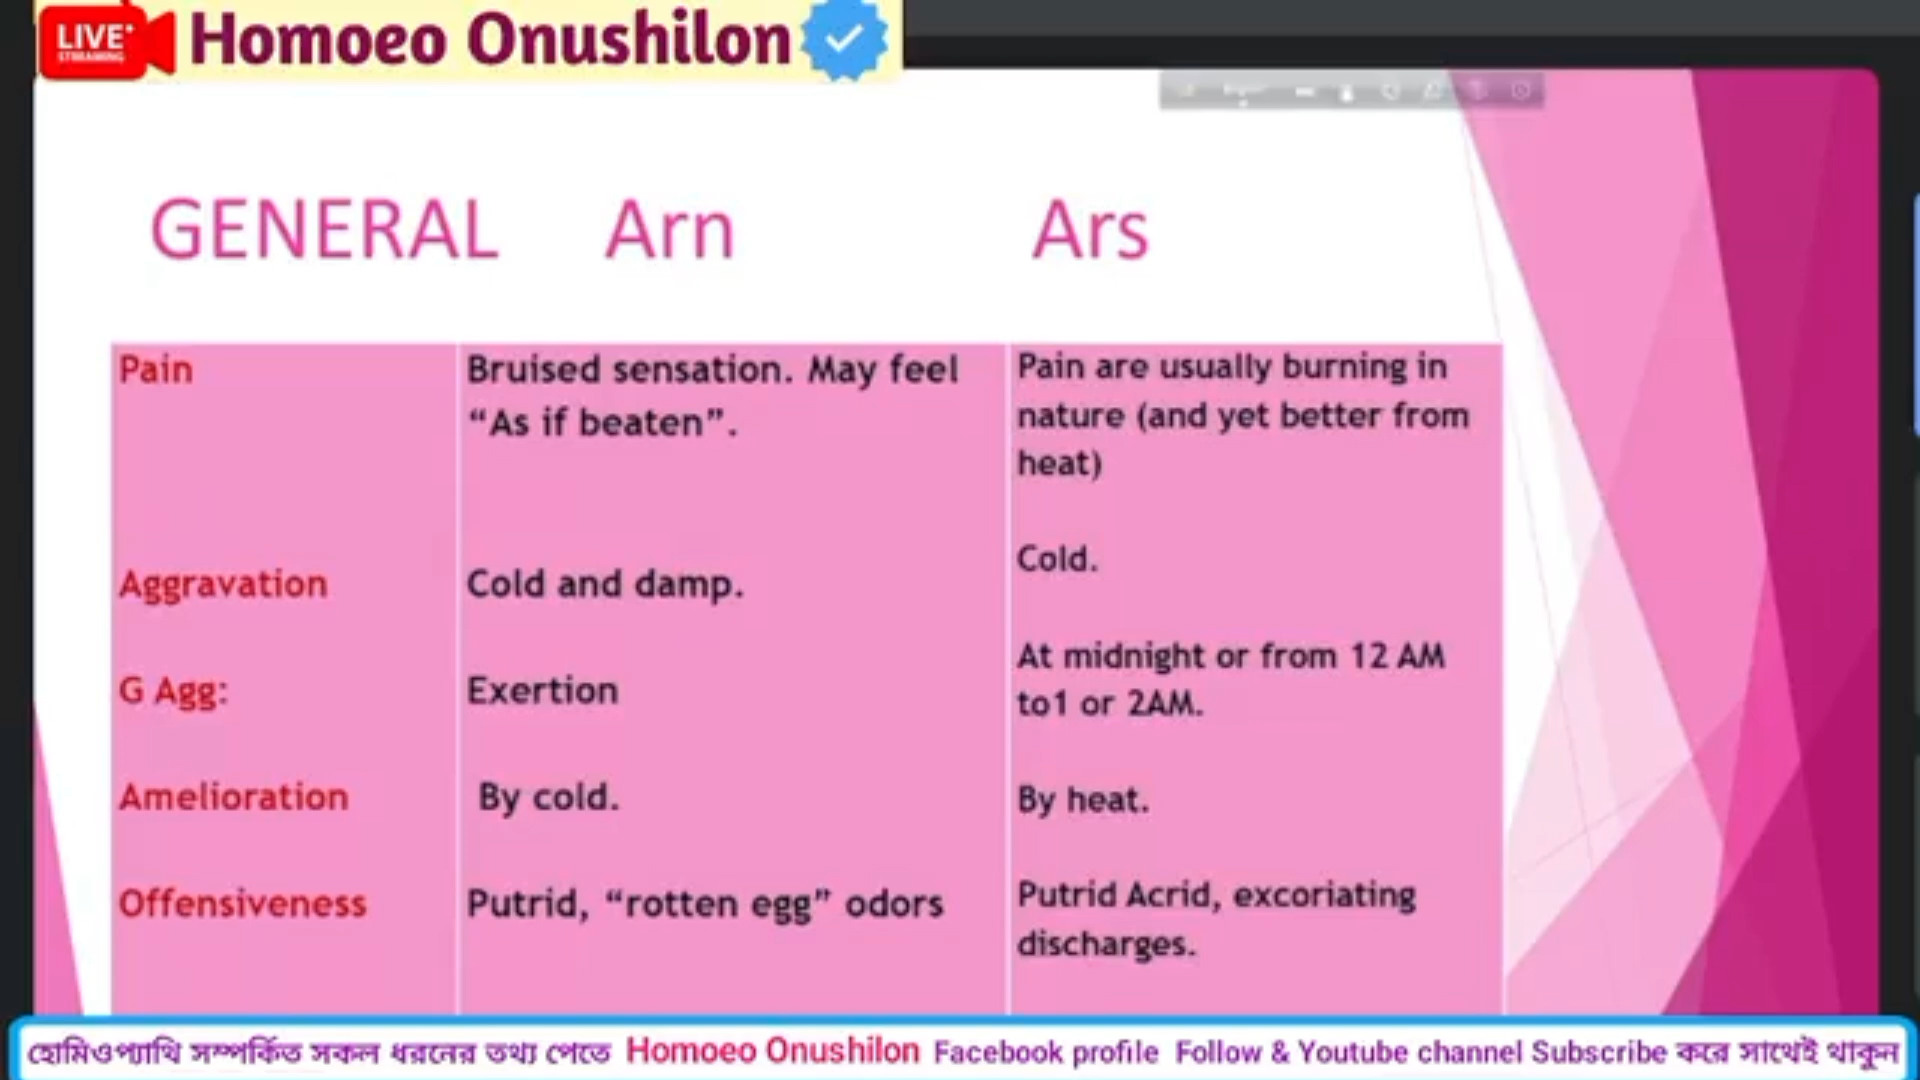 LIVE
STREAMING
Homoeo Onushilon
GENERAL Arn Ars
Pain
Bruised sensation. May feel
“As if beaten”.
Pain are usually burning in
nature (and yet better from
heat)
Aggravation
Cold and damp.
Cold.
G Agg:
Exertion
At midnight or from 12 AM
to1 or 2AM.
Amelioration
By cold.
By heat.
Offensiveness
Putrid, “rotten egg” odors
Putrid Acrid, excoriating
discharges.
হোমিওপ্যাথি সম্পর্কিত সকল ধরনের তথ্য পেতে Homoeo Onushilon Facebook profile Follow & Youtube channel Subscribe করে সাথেই থাকুন